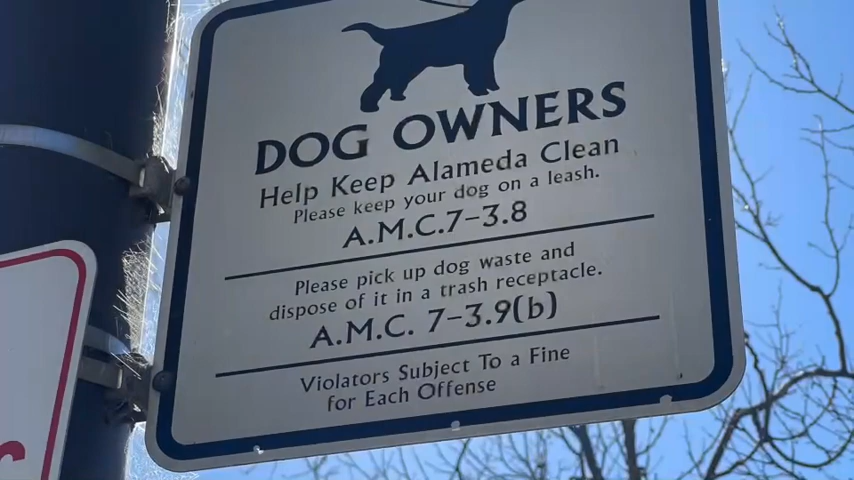 DOG OWNERS
Help Keep Alameda Clean
Please keep your dog on a leash.
A.M.C.7-3.8
Please pick up dog waste and
dispose of it in a trash receptacle.
A.M.C. 7-3.9(b)
Violators Subject To a Fine
for Each Offense